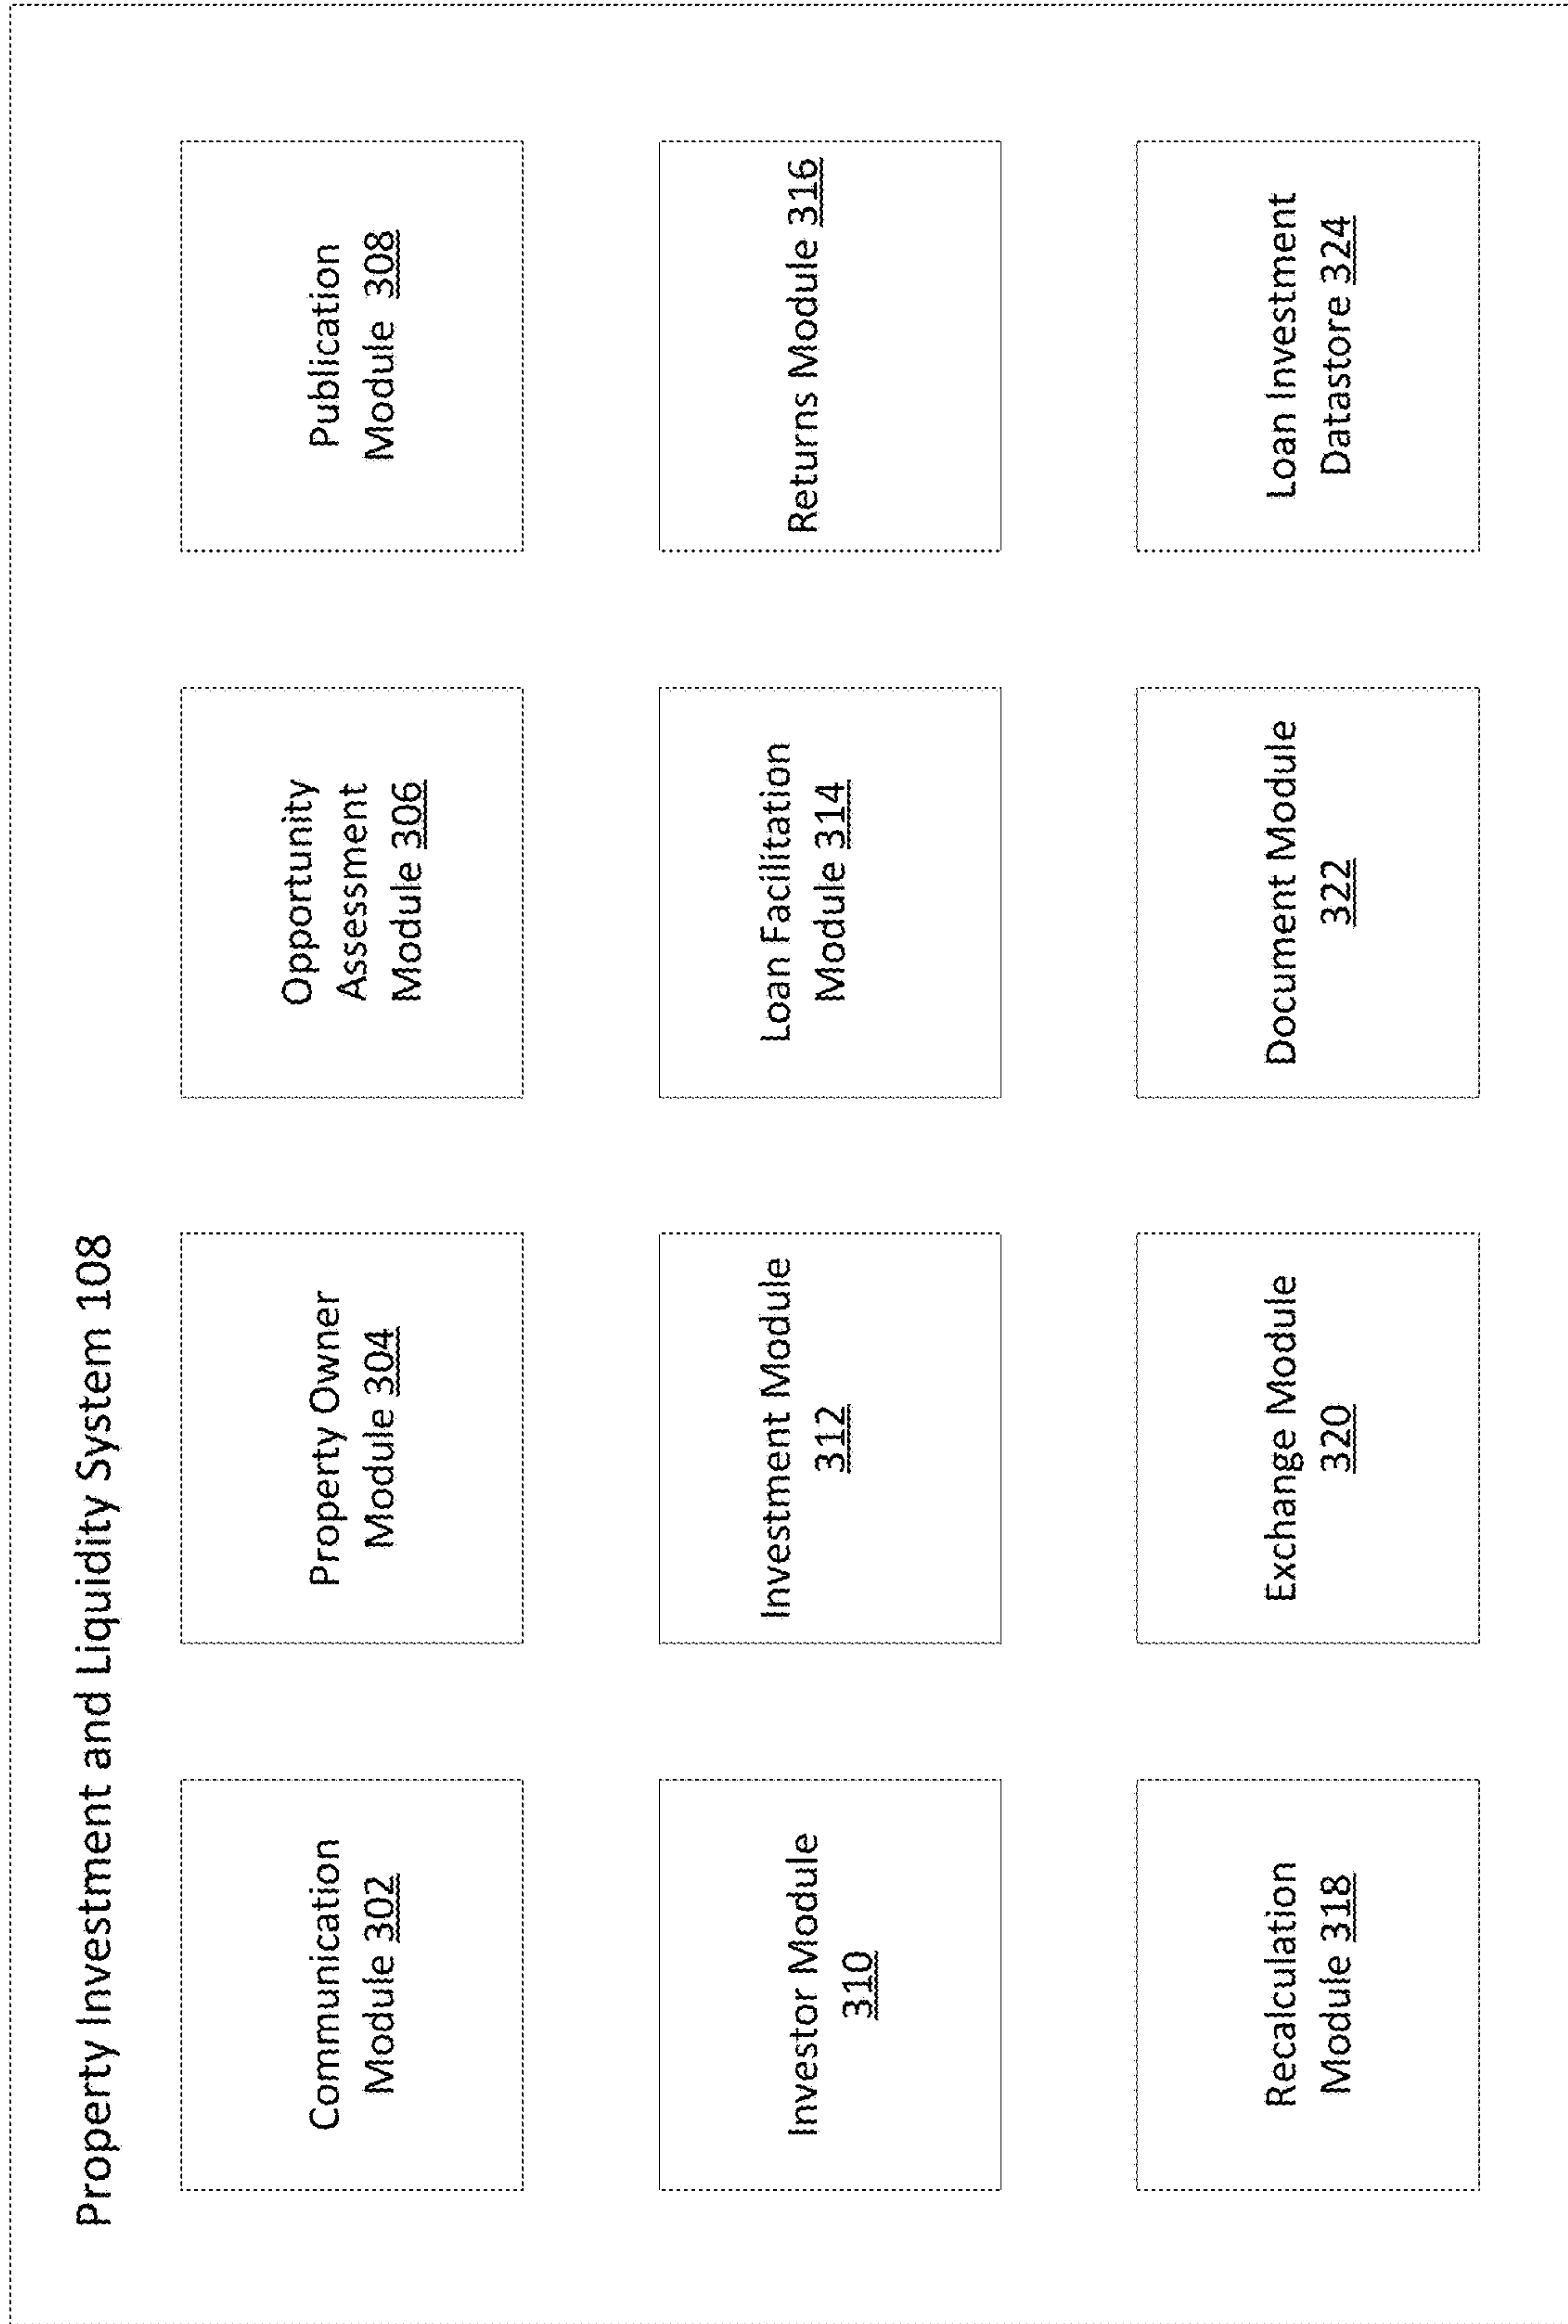 Property Investment and Liquidity System 108
Communication
Module 302
Property Owner
Module 304
Opportunity
Assessment
Module 306
Publication
Module 308
Investor Module
310
Investment Module
312
Loan Facilitation
Module 314
Returns Module 316
Recalculation
Module 318
Exchange Module
320
Document Module
322
Loan Investment
Datastore 324